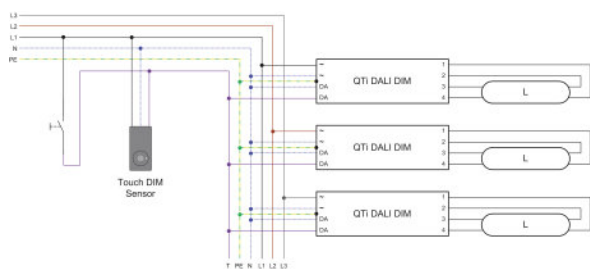 L3
L2
L1
N
PE
~
~
DA
DA
QTi DALI DIM
1
2
3
4
L
~
~
DA
DA
QTi DALI DIM
1
2
3
4
L
~
~
DA
DA
QTi DALI DIM
1
2
3
4
L
Touch DIM
Sensor
T PE N L1 L2 L3